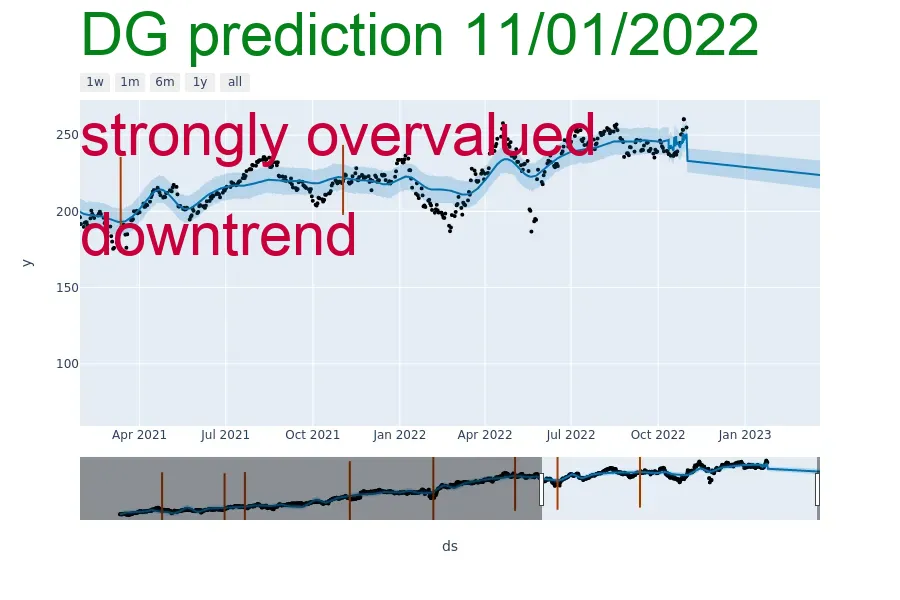 DG prediction 11/01/2022
1w 1m 6m 1y all
strongly overvalued
downtrend
250
200
150
100
y
Apr 2021 Jul 2021 Oct 2021 Jan 2022 Apr 2022 Jul 2022 Oct 2022 Jan 2023
ds